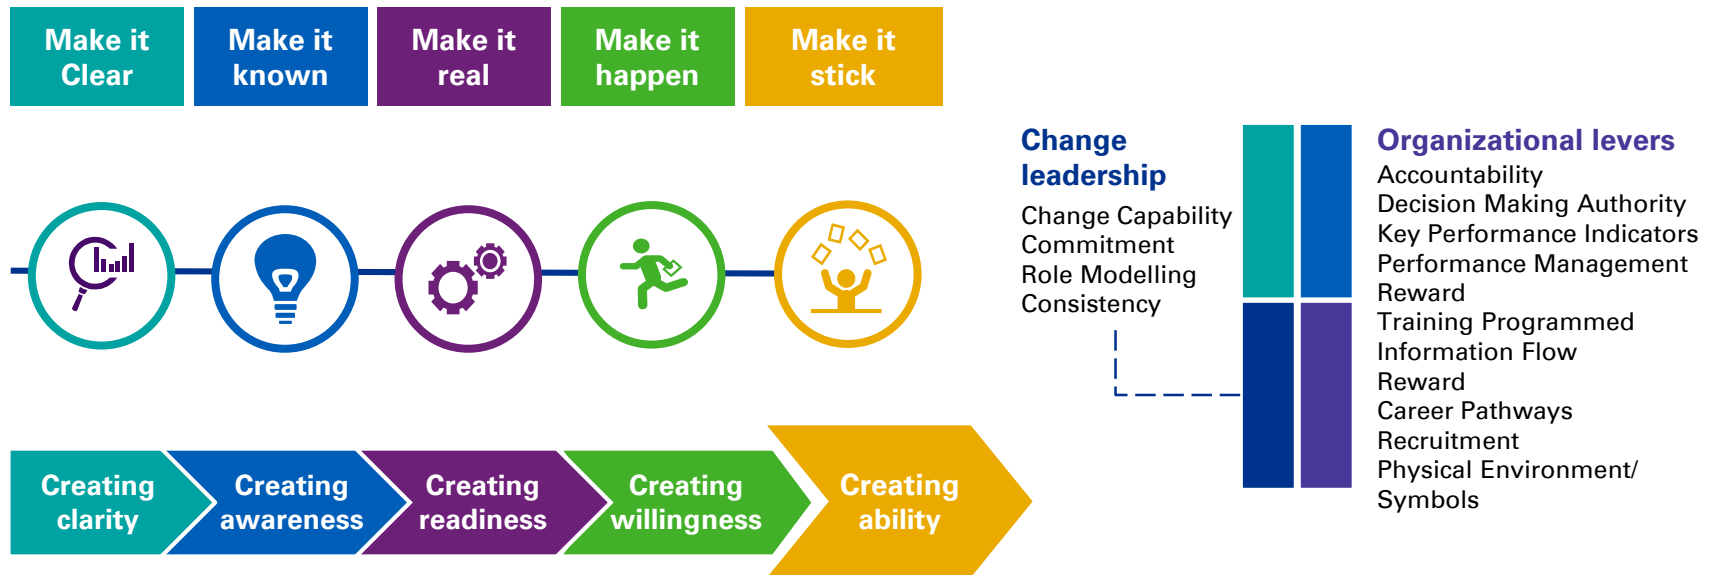 Make it
Clear
Make it
known
Make it
real
Make it
happen
Make it
stick
Creating
clarity
Creating
awareness
Creating
readiness
Creating
willingness
Creating
ability
Change
leadership
Change Capability
Commitment
Role Modelling
Consistency
Organizational levers
Accountability
Decision Making Authority
Key Performance Indicators
Performance Management
Reward
Training Programmed
Information Flow
Reward
Career Pathways
Recruitment
Physical Environment/
Symbols